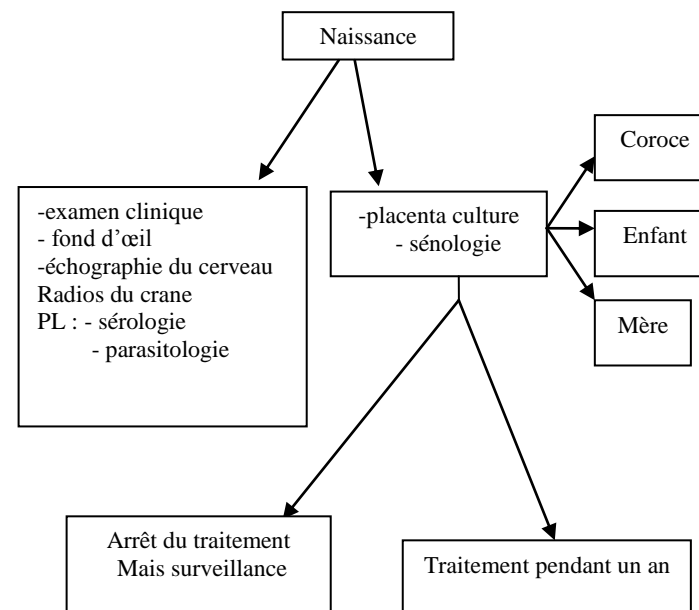 Naissance
Coroce
-examen clinique
- fond d’œil
-échographie du cerveau
Radios du crane
PL : - sérologie
- parasitologie
-placenta culture
- sénologie
Enfant
Mère
Arrêt du traitement
Mais surveillance
Traitement pendant un an